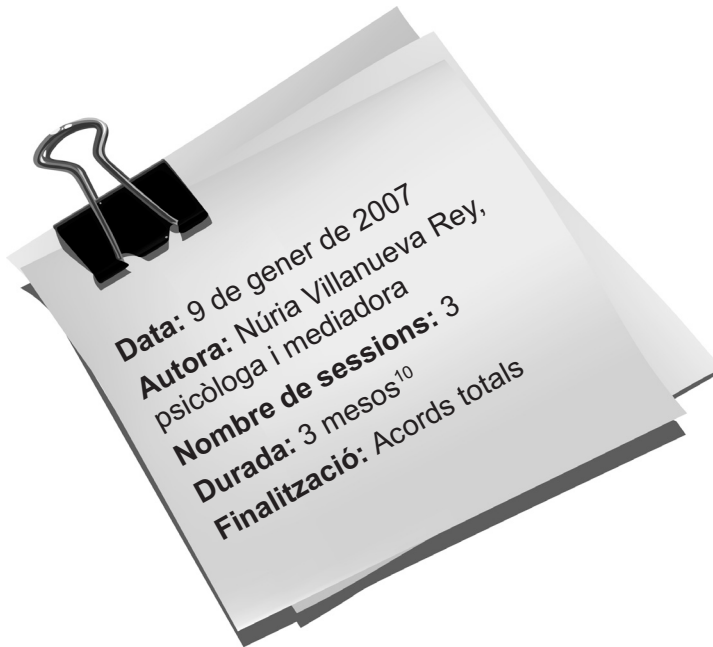 Data: 9 de gener de 2007
Autora: Núria Villanueva Rey,
psicòloga i mediadora
Nombre de sessions: 3
Durada: 3 mesos¹⁰
Finalització: Acords totals